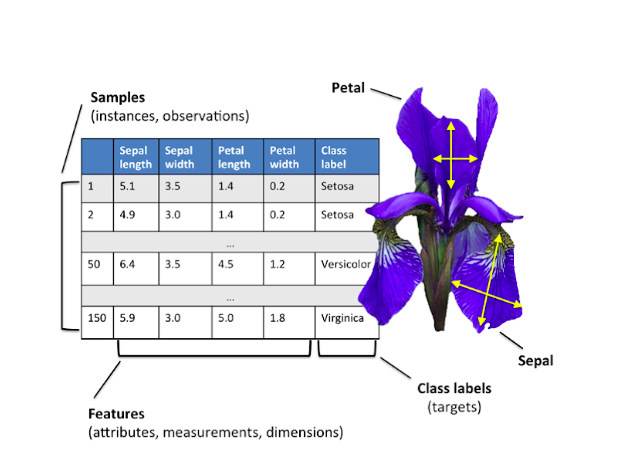 Samples
(instances, observations)
Petal
Sepal length Sepal width Petal length Petal width Class label
1 5.1 3.5 1.4 0.2 Setosa
2 4.9 3.0 1.4 0.2 Setosa
...
50 6.4 3.5 4.5 1.2 Versicolor
...
150 5.9 3.0 5.0 1.8 Virginica
Sepal
Class labels
(targets)
Features
(attributes, measurements, dimensions)